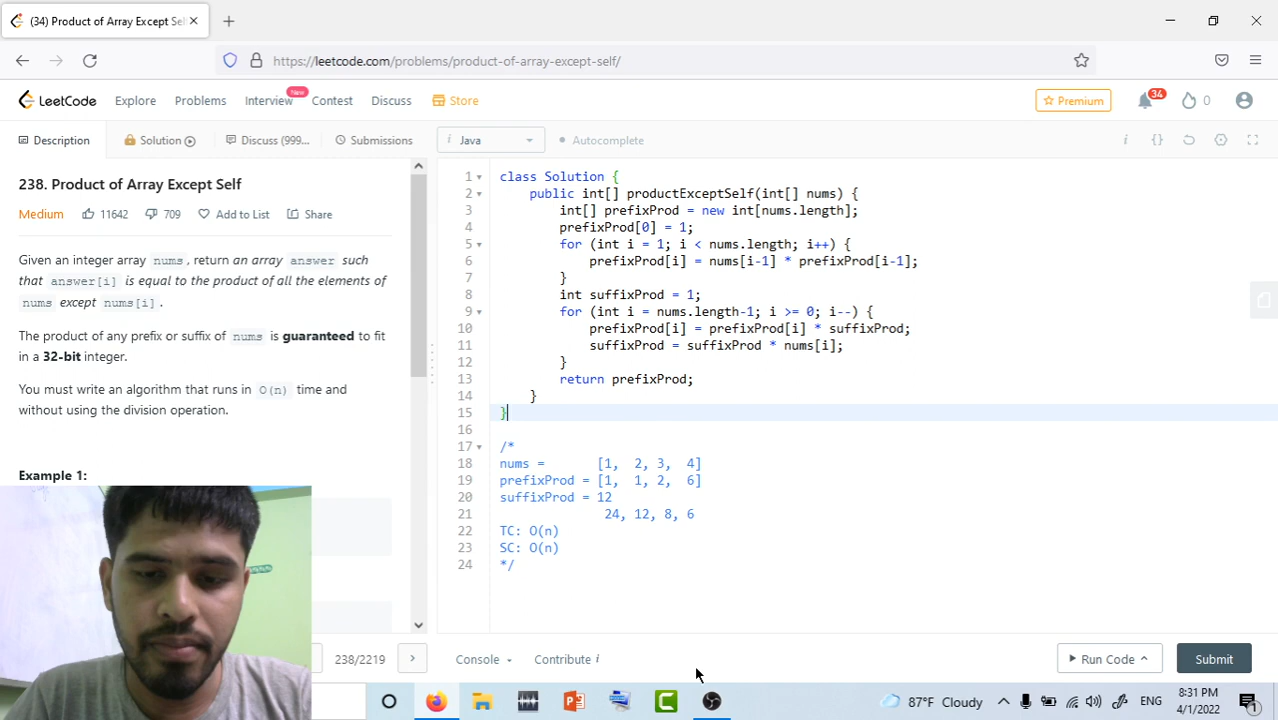 (34) Product of Array Except Sel
https://leetcode.com/problems/product-of-array-except-self/
LeetCode Explore Problems Interview New Contest Discuss Store Premium 34 0
Description Solution Discuss (999... Submissions i Java Autocomplete i {}
238. Product of Array Except Self
Medium 11642 709 Add to List Share
Given an integer array nums, return an array answer such
that answer[i] is equal to the product of all the elements of
nums except nums[i].
The product of any prefix or suffix of nums is guaranteed to fit
in a 32-bit integer.
You must write an algorithm that runs in O(n) time and
without using the division operation.
Example 1:
1 class Solution {
2 public int[] productExceptSelf(int[] nums) {
3 int[] prefixProd = new int[nums.length];
4 prefixProd[0] = 1;
5 for (int i = 1; i < nums.length; i++) {
6 prefixProd[i] = nums[i-1] * prefixProd[i-1];
7 }
8 int suffixProd = 1;
9 for (int i = nums.length-1; i >= 0; i--) {
10 prefixProd[i] = prefixProd[i] * suffixProd;
11 suffixProd = suffixProd * nums[i];
12 }
13 return prefixProd;
14 }
15 }
16
17 /*
18 nums = [1, 2, 3, 4]
19 prefixProd = [1, 1, 2, 6]
20 suffixProd = 12
21 24, 12, 8, 6
22 TC: O(n)
23 SC: O(n)
24 */
238/2219 > Console Contribute i Run Code Submit
87°F Cloudy ENG 8:31 PM
4/1/2022 1